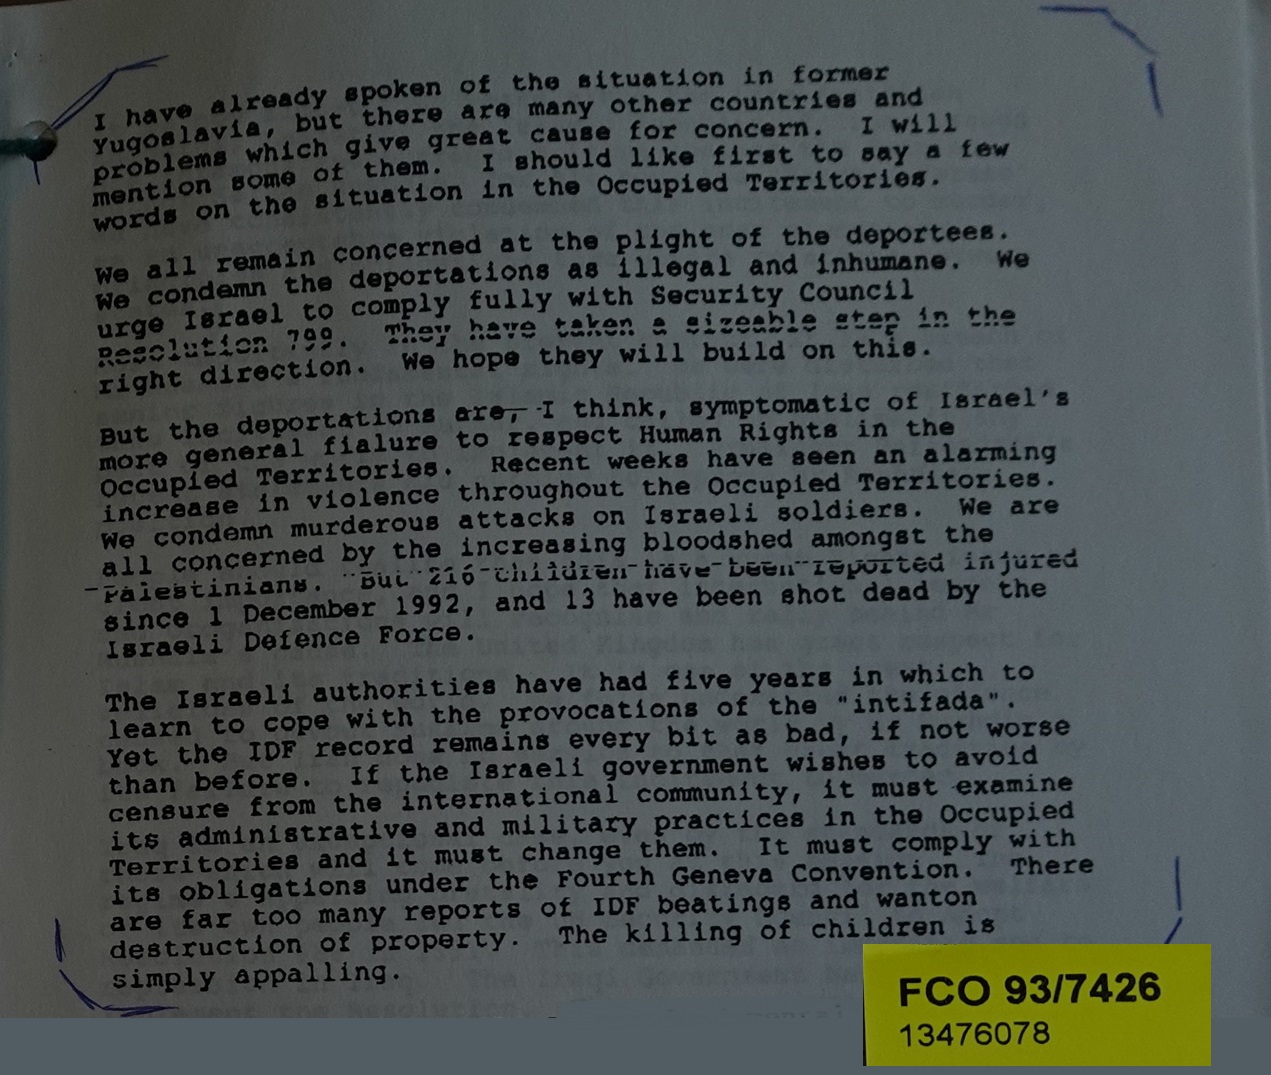 I have already spoken of the situation in former
Yugoslavia, but there are many other countries and
problems which give great cause for concern. I will
mention some of them. I should like first to say a few
words on the situation in the Occupied Territories.
We all remain concerned at the plight of the deportees.
We condemn the deportations as illegal and inhumane. We
urge Israel to comply fully with Security Council
Resolution 799. They have taken a sizeable step in the
right direction. We hope they will build on this.
But the deportations are, I think, symptomatic of Israel's
more general fialure to respect Human Rights in the
Occupied Territories. Recent weeks have seen an alarming
increase in violence throughout the Occupied Territories.
We condemn murderous attacks on Israeli soldiers. We are
all concerned by the increasing bloodshed amongst the
Palestinians. But 216 children have been reported injured
since 1 December 1992, and 13 have been shot dead by the
Israeli Defence Force.
The Israeli authorities have had five years in which to
learn to cope with the provocations of the "intifada".
Yet the IDF record remains every bit as bad, if not worse
than before. If the Israeli government wishes to avoid
censure from the international community, it must examine
its administrative and military practices in the Occupied
Territories and it must change them. It must comply with
its obligations under the Fourth Geneva Convention. There
are far too many reports of IDF beatings and wanton
destruction of property. The killing of children is
simply appalling.
FCO 93/7426
13476078